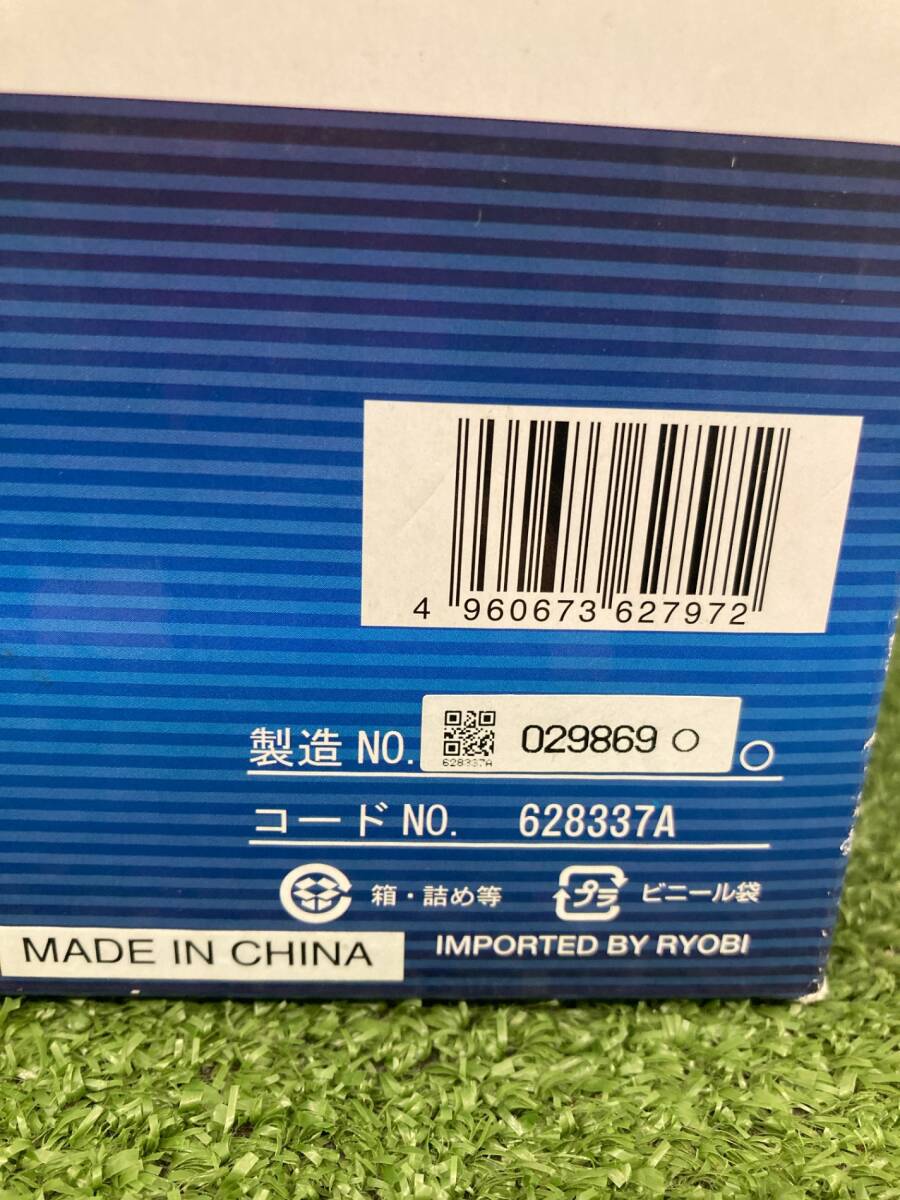 4 960673 627972
製造 NO. 029869 ○ ○
628337A
コード NO. 628337A
箱・詰め等 プラ ビニール袋
MADE IN CHINA IMPORTED BY RYOBI